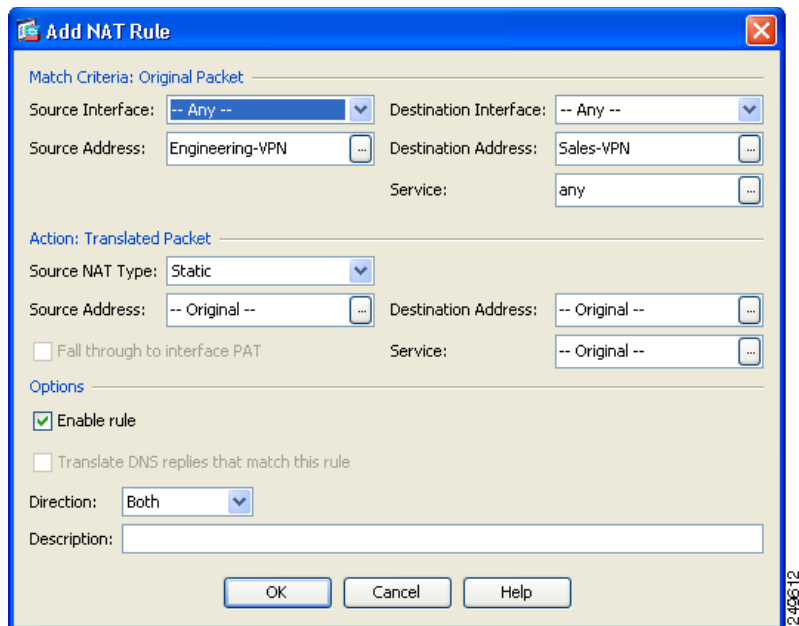 Add NAT Rule
Match Criteria: Original Packet
Source Interface: -- Any -- Destination Interface: -- Any --
Source Address: Engineering-VPN ... Destination Address: Sales-VPN ...
Service: any ...
Action: Translated Packet
Source NAT Type: Static
Source Address: -- Original -- ... Destination Address: -- Original -- ...
Fall through to interface PAT Service: -- Original -- ...
Options
Enable rule
Translate DNS replies that match this rule
Direction: Both
Description:
OK Cancel Help
249612